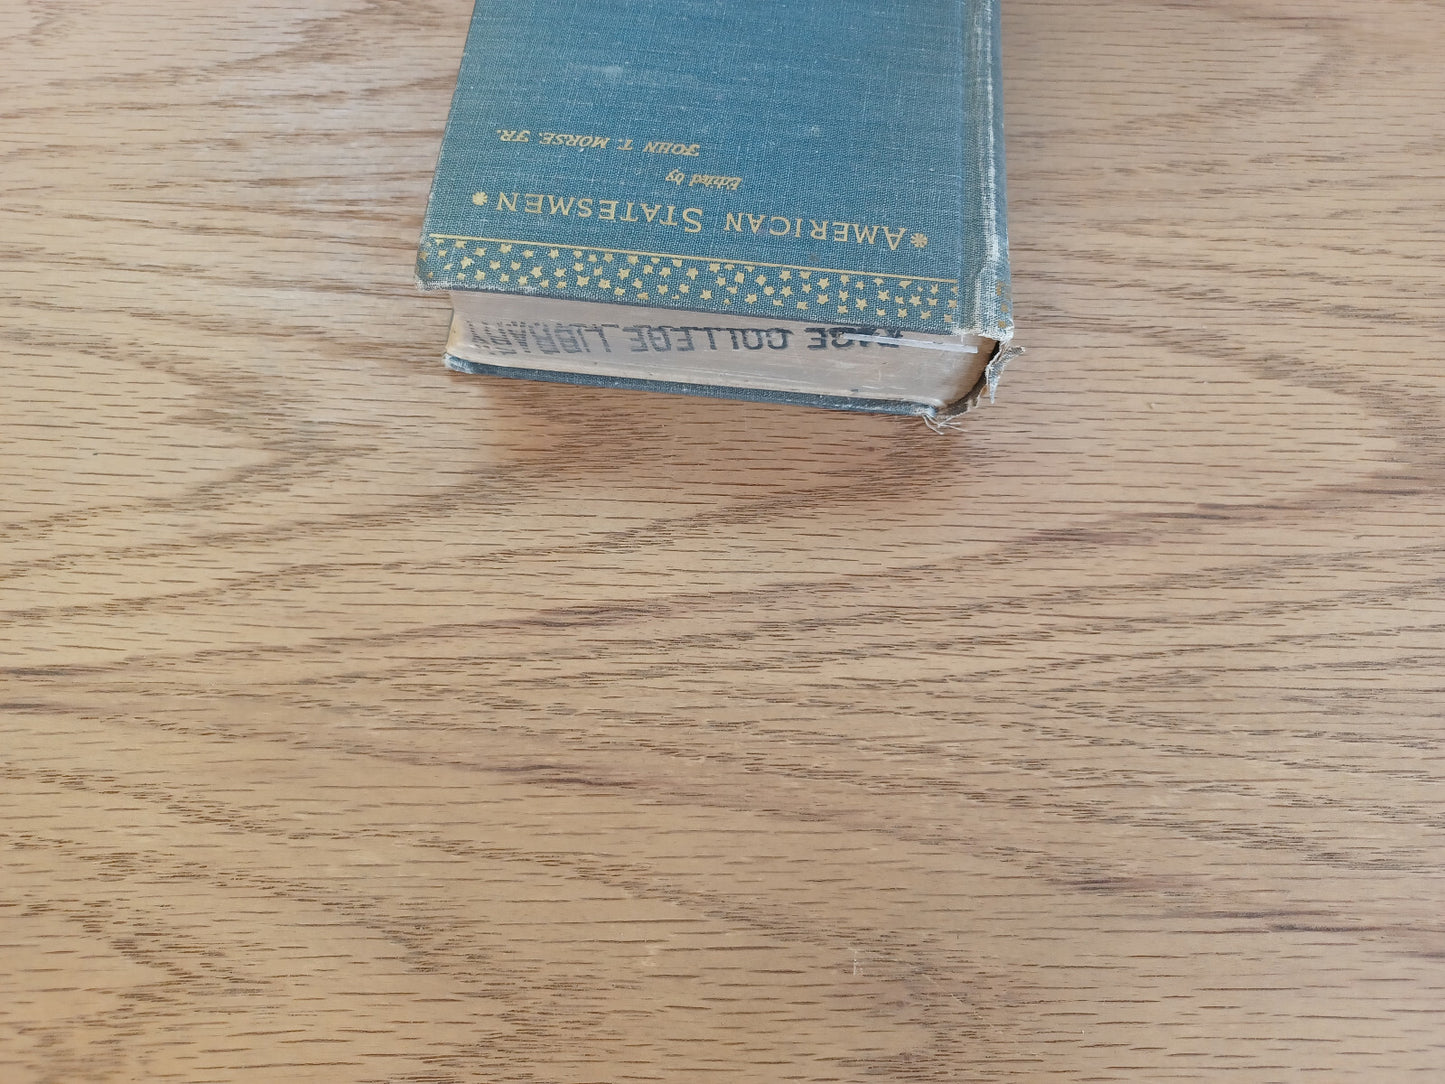 COLLEGE LIBRARY
AMERICAN STATESMEN
Edited by
JOHN T. MORSE, JR.